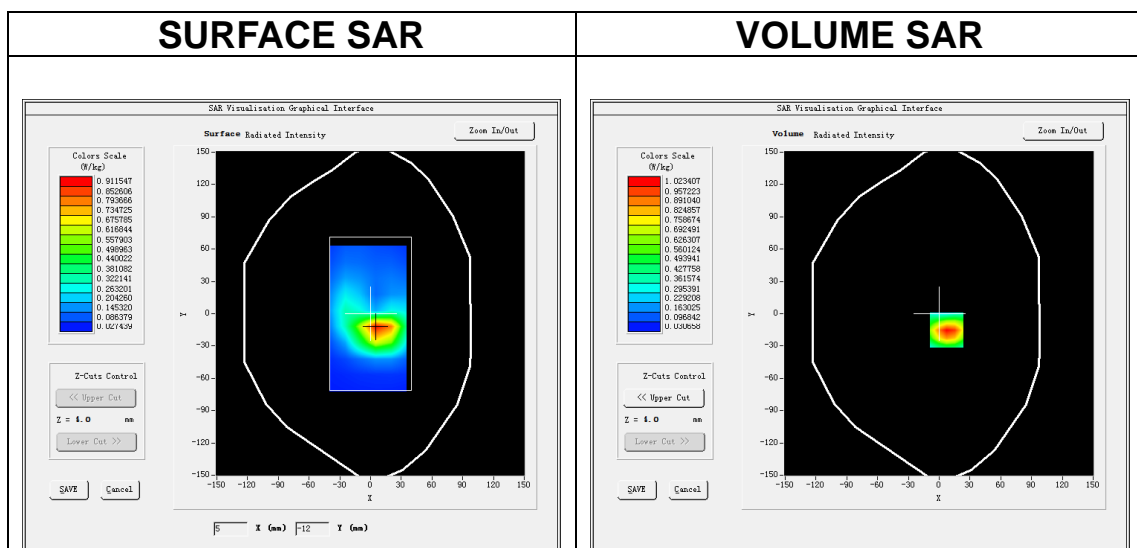 SURFACE SAR
SAR Visualisation Graphical Interface
Surface Radiated Intensity
Zoom In/Out
Colors Scale
(W/kg)
0.911547
0.852606
0.793666
0.734725
0.675785
0.616844
0.557903
0.498963
0.440022
0.381082
0.322141
0.263201
0.204260
0.145320
0.086379
0.027439
Z-Cuts Control
<< Upper Cut
Z = 4.0 mm
Lower Cut >>
SAVE Cancel
150
120
90
60
30
0
-30
-60
-90
-120
-150
Y
-150 -120 -90 -60 -30 0 30 60 90 120 150
X
5 X (mm) -12 Y (mm)
VOLUME SAR
SAR Visualisation Graphical Interface
Volume Radiated Intensity
Zoom In/Out
Colors Scale
(W/kg)
1.023407
0.957223
0.891040
0.824857
0.758674
0.692491
0.626307
0.560124
0.493941
0.427758
0.361574
0.295391
0.229208
0.163025
0.096842
0.030658
Z-Cuts Control
<< Upper Cut
Z = 4.0 mm
Lower Cut >>
SAVE Cancel
150
120
90
60
30
0
-30
-60
-90
-120
-150
Y
-150 -120 -90 -60 -30 0 30 60 90 120 150
X